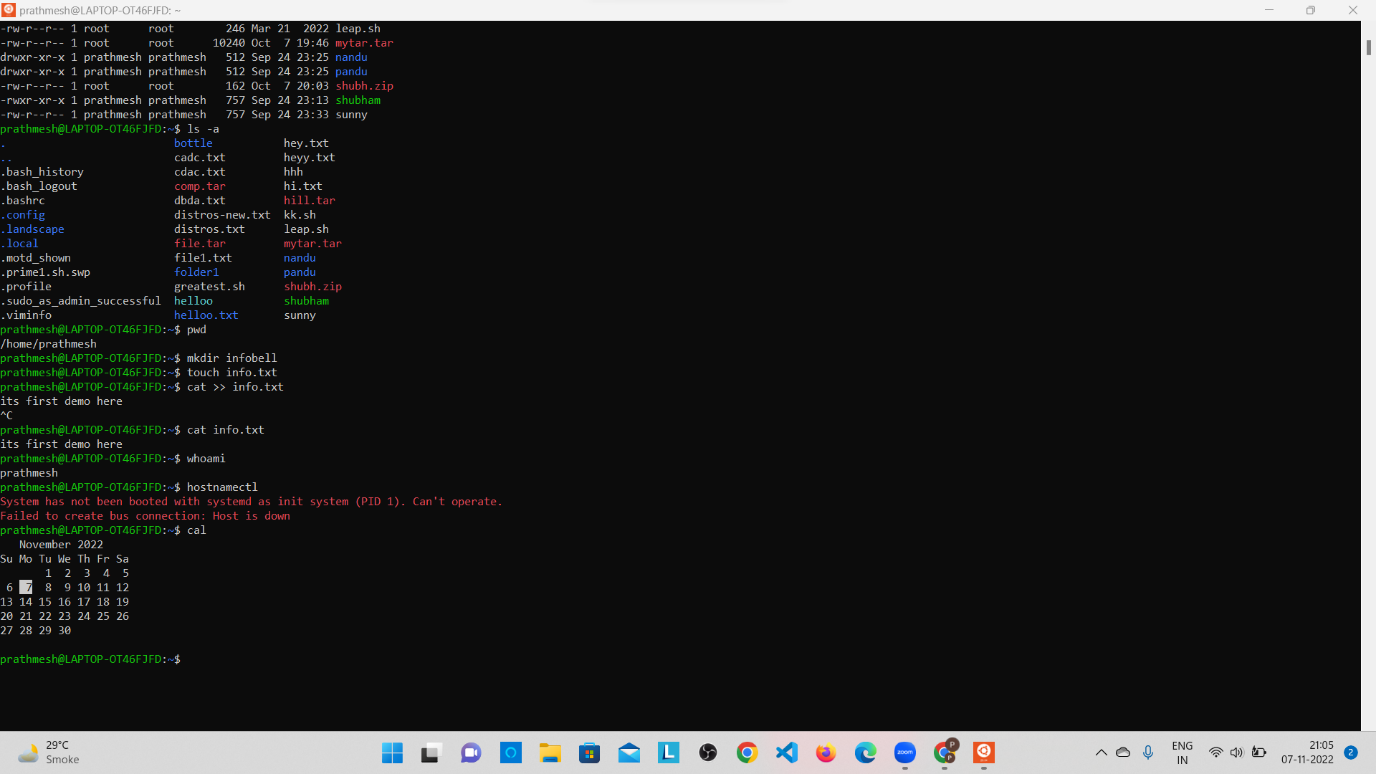 prathmesh@LAPTOP-OT46FJFD: ~
-rw-r--r-- 1 root      root        246 Mar 21  2022 leap.sh
-rw-r--r-- 1 root      root      10240 Oct  7 19:46 mytar.tar
drwxr-xr-x 1 prathmesh prathmesh   512 Sep 24 23:25 nandu
drwxr-xr-x 1 prathmesh prathmesh   512 Sep 24 23:25 pandu
-rw-r--r-- 1 root      root        162 Oct  7 20:03 shubh.zip
-rwxr-xr-x 1 prathmesh prathmesh   757 Sep 24 23:13 shubham
-rw-r--r-- 1 prathmesh prathmesh   757 Sep 24 23:33 sunny
prathmesh@LAPTOP-OT46FJFD:~$ ls -a
.                          bottle           hey.txt
..                         cadc.txt         heyy.txt
.bash_history              cdac.txt         hhh
.bash_logout               comp.tar         hi.txt
.bashrc                    dbda.txt         hill.tar
.config                    distros-new.txt  kk.sh
.landscape                 distros.txt      leap.sh
.local                     file.tar         mytar.tar
.motd_shown                file1.txt        nandu
.prime1.sh.swp             folder1          pandu
.profile                   greatest.sh      shubh.zip
.sudo_as_admin_successful  helloo           shubham
.viminfo                   helloo.txt       sunny
prathmesh@LAPTOP-OT46FJFD:~$ pwd
/home/prathmesh
prathmesh@LAPTOP-OT46FJFD:~$ mkdir infobell
prathmesh@LAPTOP-OT46FJFD:~$ touch info.txt
prathmesh@LAPTOP-OT46FJFD:~$ cat >> info.txt
its first demo here
^C
prathmesh@LAPTOP-OT46FJFD:~$ cat info.txt
its first demo here
prathmesh@LAPTOP-OT46FJFD:~$ whoami
prathmesh
prathmesh@LAPTOP-OT46FJFD:~$ hostnamectl
System has not been booted with systemd as init system (PID 1). Can't operate.
Failed to create bus connection: Host is down
prathmesh@LAPTOP-OT46FJFD:~$ cal
   November 2022
Su Mo Tu We Th Fr Sa
       1  2  3  4  5
 6  7  8  9 10 11 12
13 14 15 16 17 18 19
20 21 22 23 24 25 26
27 28 29 30
prathmesh@LAPTOP-OT46FJFD:~$
29°C
Smoke
L
zoom
P
P
ENG
IN
21:05
07-11-2022
2